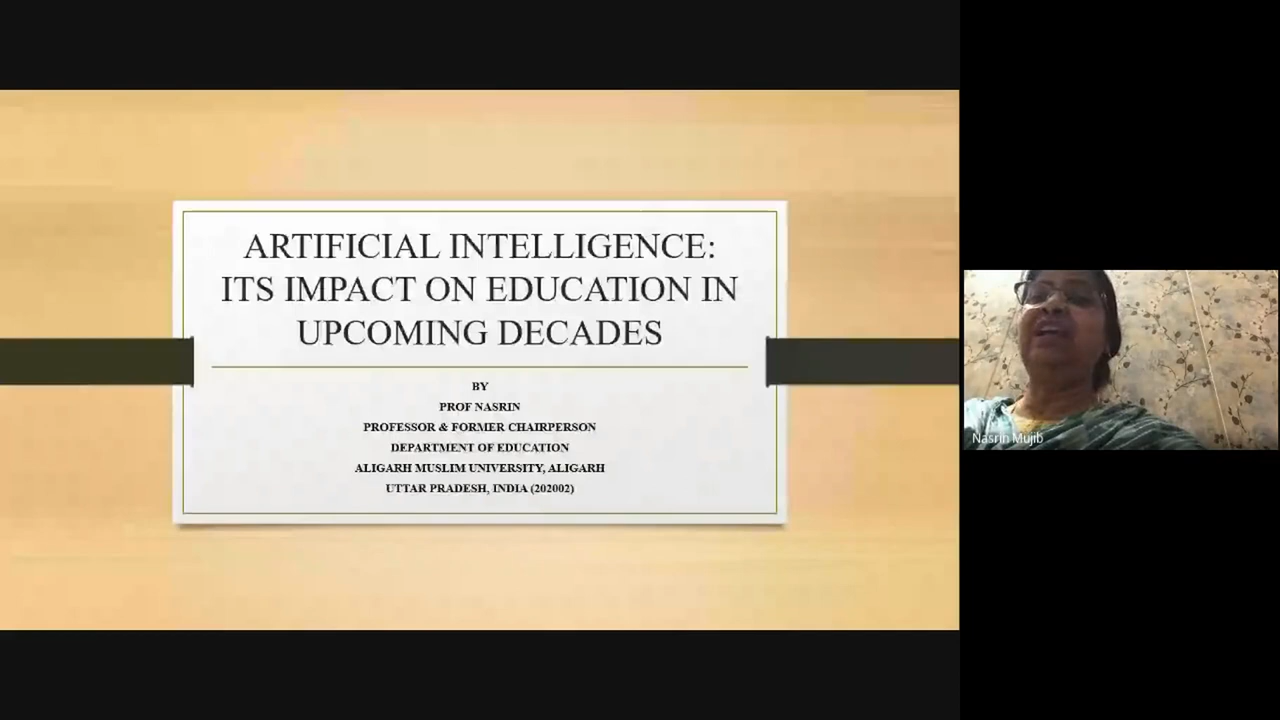 ARTIFICIAL INTELLIGENCE:
ITS IMPACT ON EDUCATION IN
UPCOMING DECADES
BY
PROF NASRIN
PROFESSOR & FORMER CHAIRPERSON
DEPARTMENT OF EDUCATION
ALIGARH MUSLIM UNIVERSITY, ALIGARH
UTTAR PRADESH, INDIA (202002)
Nasrin Mujib